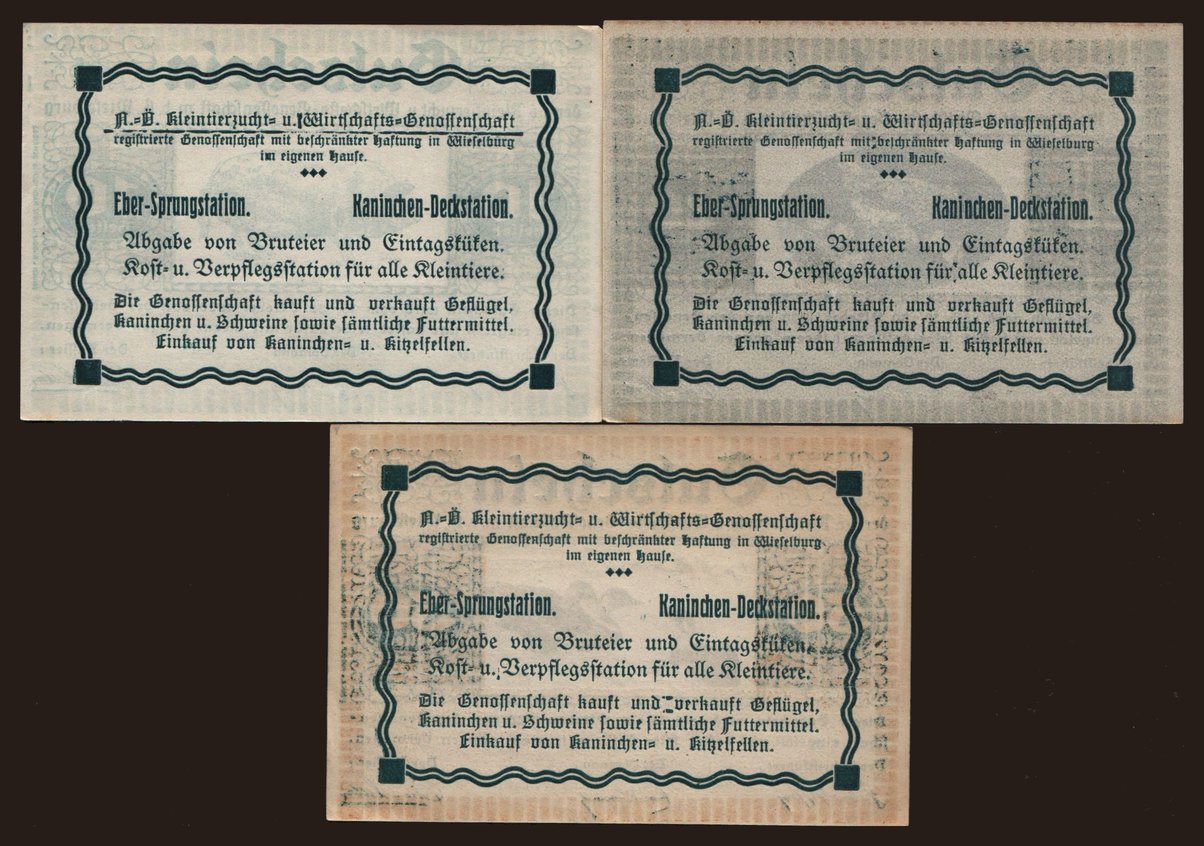 N.-Ö. Kleintierzucht- u. Wirtschafts-Genossenschaft
registrierte Genossenschaft mit beschränkter Haftung in Wieselburg
im eigenen Hause.
Eber-Sprungstation. Kaninchen-Deckstation.
Abgabe von Bruteier und Eintagsküken.
Kost- u. Verpflegsstation für alle Kleintiere.
Die Genossenschaft kauft und verkauft Geflügel,
Kaninchen u. Schweine sowie sämtliche Futtermittel.
Einkauf von Kaninchen- u. Kitzelfellen.
N.-Ö. Kleintierzucht- u. Wirtschafts-Genossenschaft
registrierte Genossenschaft mit beschränkter Haftung in Wieselburg
im eigenen Hause.
Eber-Sprungstation. Kaninchen-Deckstation.
Abgabe von Bruteier und Eintagsküken.
Kost- u. Verpflegsstation für alle Kleintiere.
Die Genossenschaft kauft und verkauft Geflügel,
Kaninchen u. Schweine sowie sämtliche Futtermittel.
Einkauf von Kaninchen- u. Kitzelfellen.
N.-Ö. Kleintierzucht- u. Wirtschafts-Genossenschaft
registrierte Genossenschaft mit beschränkter Haftung in Wieselburg
im eigenen Hause.
Eber-Sprungstation. Kaninchen-Deckstation.
Abgabe von Bruteier und Eintagsküken.
Kost- u. Verpflegsstation für alle Kleintiere.
Die Genossenschaft kauft und verkauft Geflügel,
Kaninchen u. Schweine sowie sämtliche Futtermittel.
Einkauf von Kaninchen- u. Kitzelfellen.